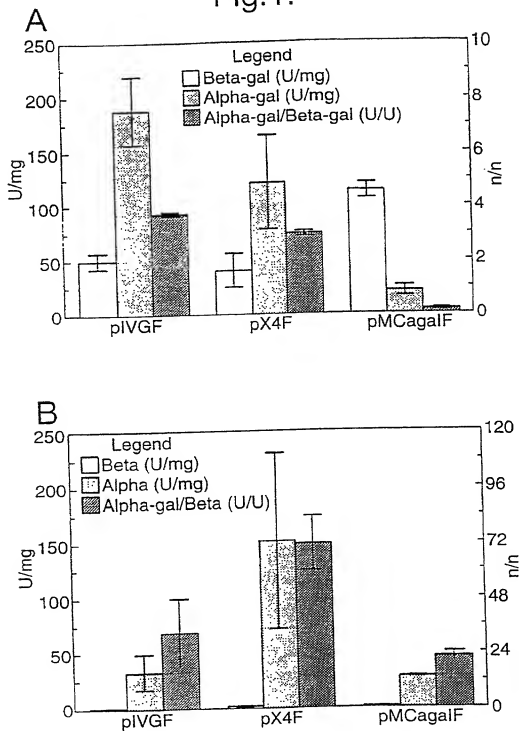 Fig.1.
A
Legend
Beta-gal (U/mg)
Alpha-gal (U/mg)
Alpha-gal/Beta-gal (U/U)
250
200
150
100
50
0
U/mg
10
8
6
4
2
0
U/U
pIVGF pX4F pMCagalF
B
Legend
Beta (U/mg)
Alpha (U/mg)
Alpha-gal/Beta (U/U)
250
200
150
100
50
0
U/mg
120
96
72
48
24
0
U/U
pIVGF pX4F pMCagalF